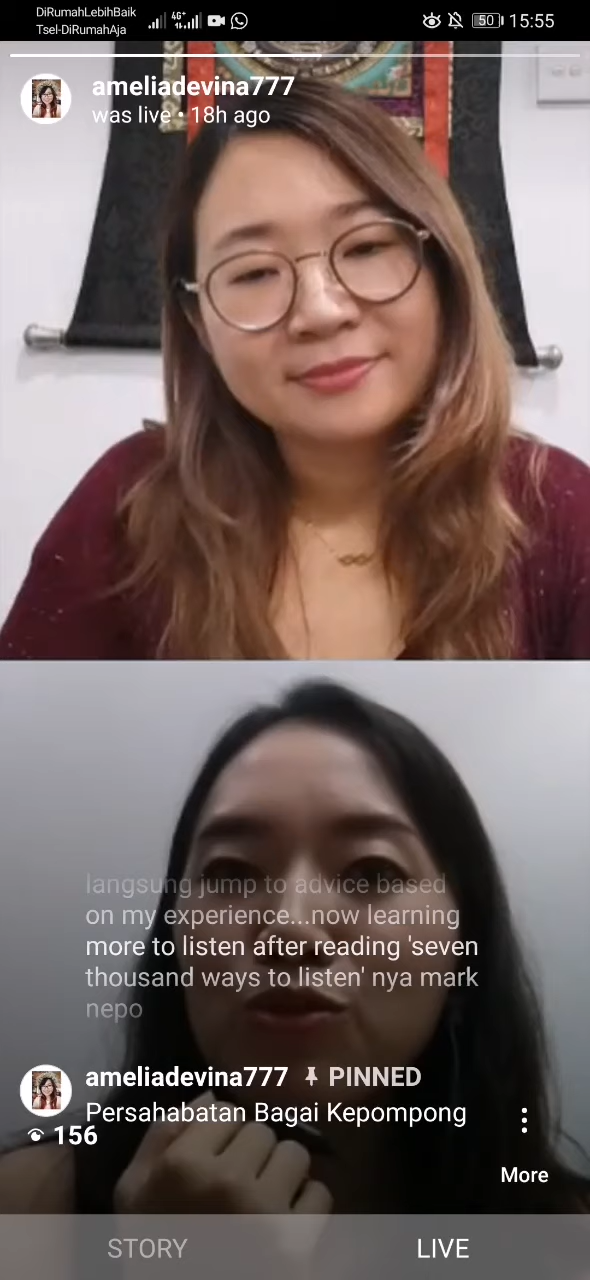 DiRumahLebihBaik
Tsel-DiRumahAja
4G+
50
15:55
ameliadevina777
was live • 18h ago
langsung jump to advice based
on my experience...now learning
more to listen after reading 'seven
thousand ways to listen' nya mark
nepo
ameliadevina777 PINNED
Persahabatan Bagai Kepompong
156
More
STORY
LIVE